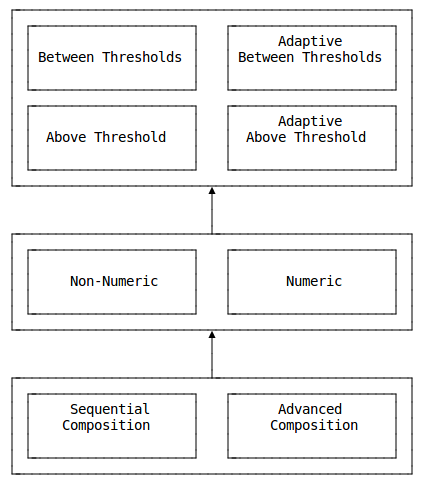 Between Thresholds
Adaptive
Between Thresholds
Above Threshold
Adaptive
Above Threshold
Non-Numeric
Numeric
Sequential
Composition
Advanced
Composition